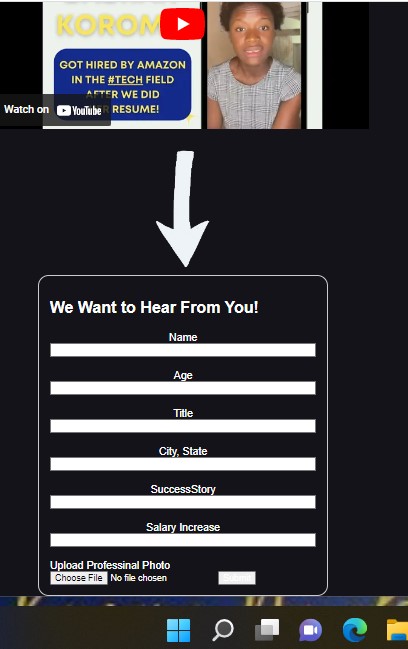 KOROM
GOT HIRED BY AMAZON
IN THE #TECH FIELD
AFTER WE DID
RESUME!
Watch on YouTube
We Want to Hear From You!
Name
Age
Title
City, State
SuccessStory
Salary Increase
Upload Professinal Photo
Choose File No file chosen Submit